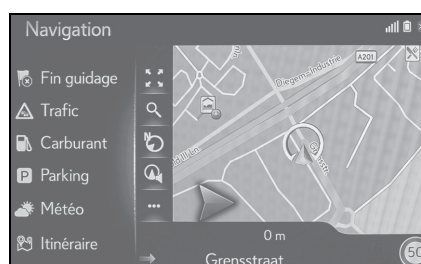 Navigation
Fin guidage
Trafic
Carburant
P Parking
Météo
Itinéraire
Diegem-Industrie
A201
0 m
Grensstraat
50